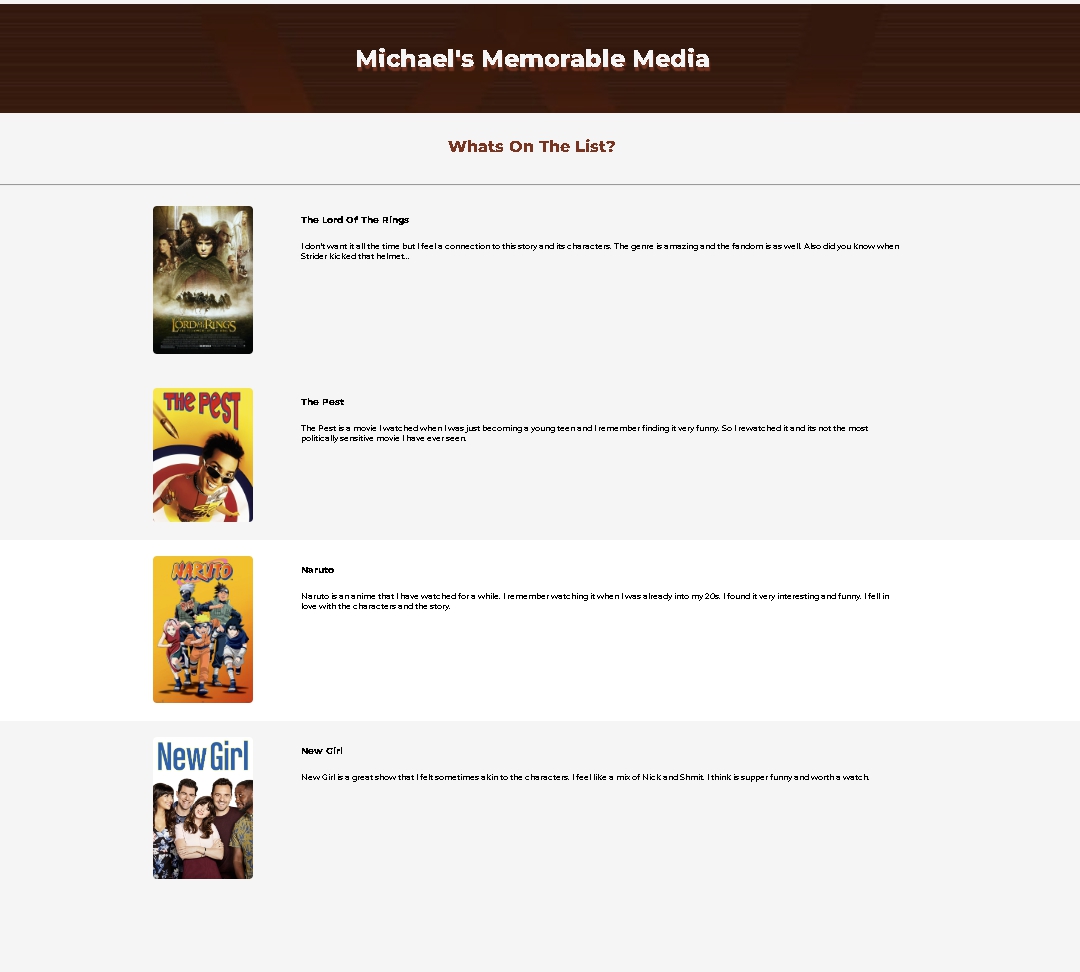 Michael's Memorable Media
Whats On The List?
The Lord Of The Rings
I don't want it all the time but I feel a connection to this story and its characters. The genre is amazing and the fandom is as well. Also did you know when
Strider kicked that helmet...
LORD OF THE RINGS
The Pest
The Pest is a movie I watched when I was just becoming a young teen and I remember finding it very funny. So I rewatched it and its not the most
politically sensitive movie I have ever seen.
THE PEST
Naruto
Naruto is an anime that I have watched for a while. I remember watching it when I was already into my 20s. I found it very interesting and funny. I fell in
love with the characters and the story.
NARUTO
New Girl
New Girl is a great show that I felt sometimes akin to the characters. I feel like a mix of Nick and Shmit. I think is supper funny and worth a watch.
New Girl